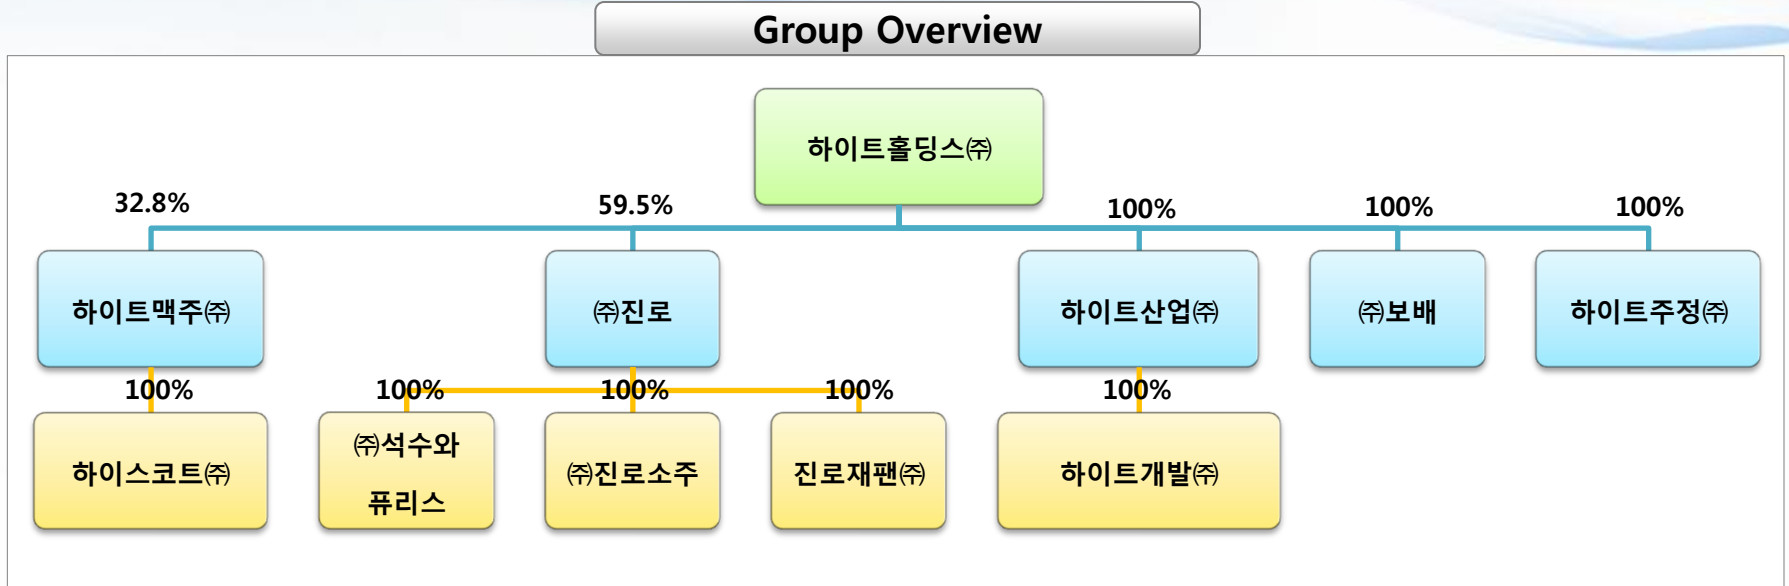 Group Overview
하이트홀딩스㈜
32.8%
59.5%
100%
100%
100%
하이트맥주㈜
㈜진로
하이트산업㈜
㈜보배
하이트주정㈜
100%
100%
100%
100%
100%
하이스코트㈜
㈜석수와
퓨리스
㈜진로소주
진로재팬㈜
하이트개발㈜